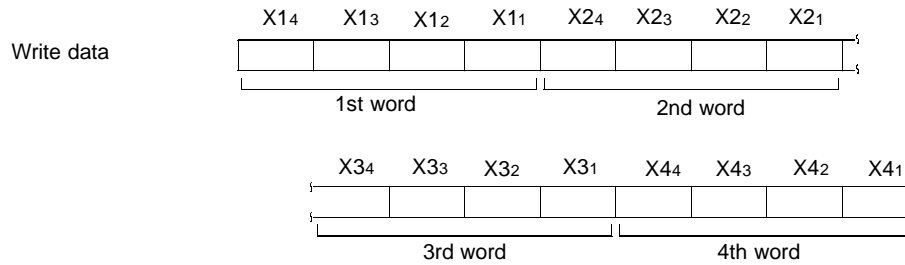 X14 X13 X12 X11 X24 X23 X22 X21
Write data
1st word 2nd word
X34 X33 X32 X31 X44 X43 X42 X41
3rd word 4th word